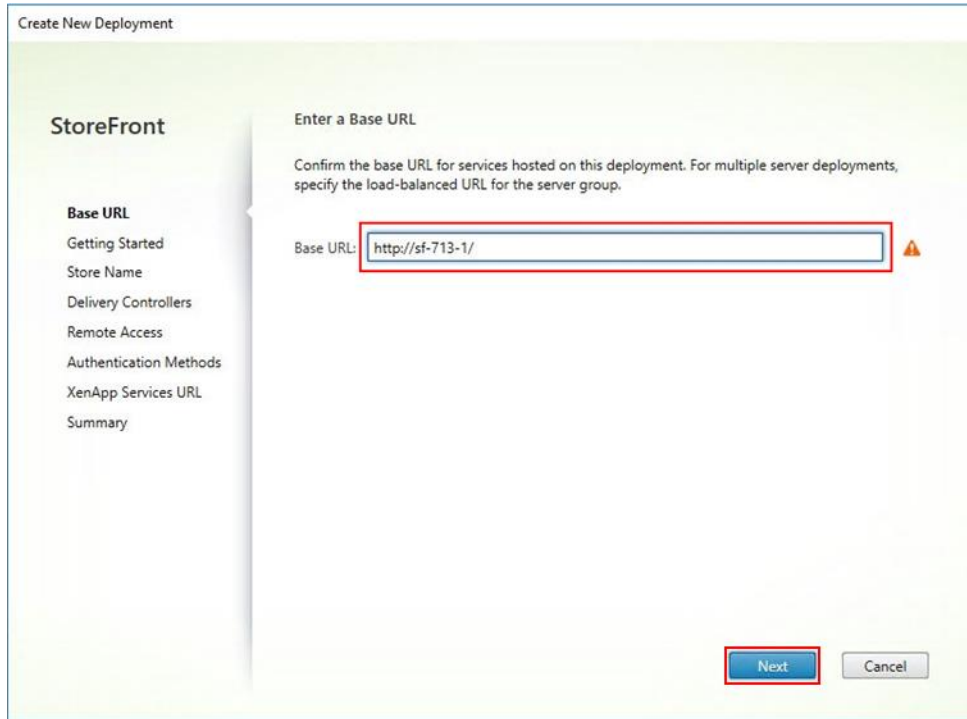 Create New Deployment
StoreFront
Base URL
Getting Started
Store Name
Delivery Controllers
Remote Access
Authentication Methods
XenApp Services URL
Summary
Enter a Base URL
Confirm the base URL for services hosted on this deployment. For multiple server deployments,
specify the load-balanced URL for the server group.
Base URL: http://sf-713-1/
Next Cancel